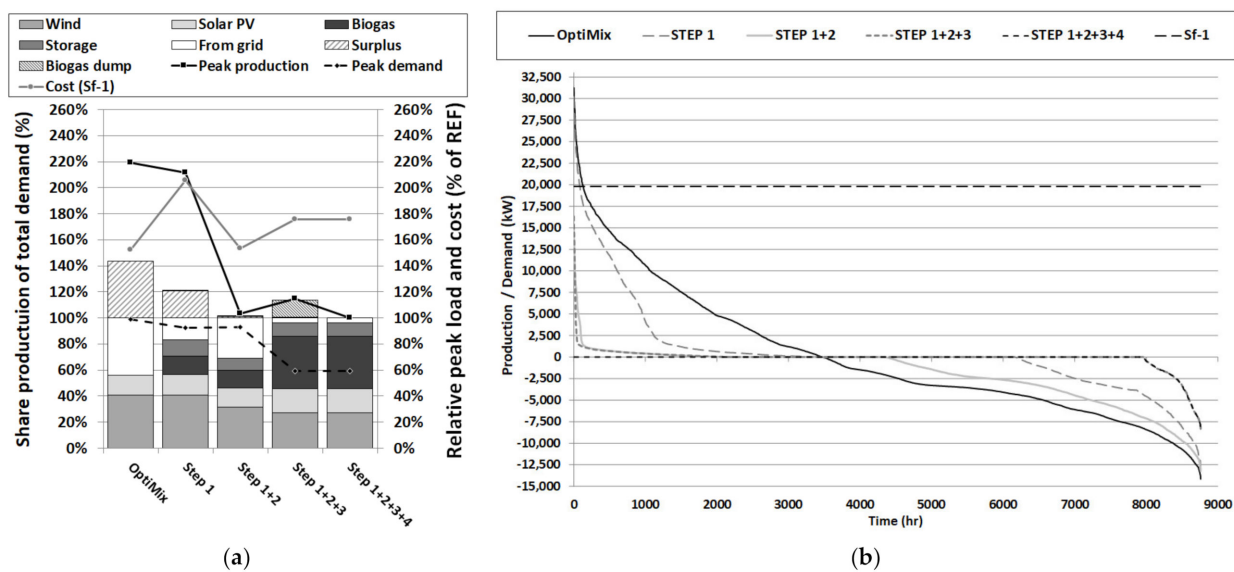 Wind Solar PV Biogas
Storage From grid Surplus
Biogas dump Peak production Peak demand
Cost (Sf-1)
Share productuion of total demand (%)
260% 260%
240% 240%
220% 220%
200% 200%
180% 180%
160% 160%
140% 140%
120% 120%
100% 100%
80% 80%
60% 60%
40% 40%
20% 20%
0% 0%
Relative peak load and cost (% of REF)
OptiMix Step 1 Step 1+2 Step 1+2+3 Step 1+2+3+4
(a)
OptiMix STEP 1 STEP 1+2 STEP 1+2+3 STEP 1+2+3+4 Sf-1
Production / Demand (kW)
32,500
30,000
27,500
25,000
22,500
20,000
17,500
15,000
12,500
10,000
7,500
5,000
2,500
0
-2,500
-5,000
-7,500
-10,000
-12,500
-15,000
0 1000 2000 3000 4000 5000 6000 7000 8000 9000
Time (hr)
(b)